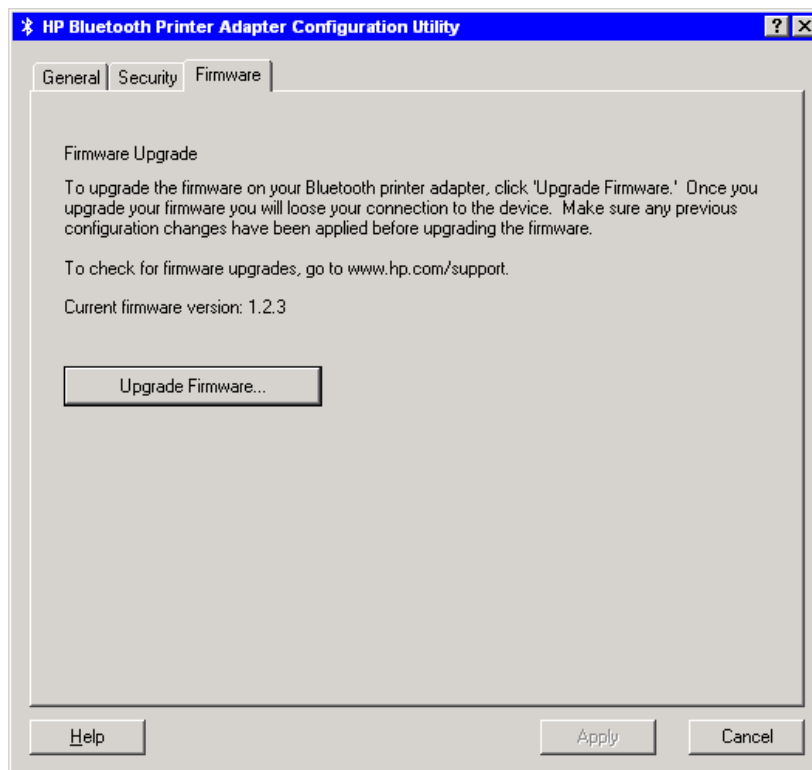 HP Bluetooth Printer Adapter Configuration Utility
General Security Firmware
Firmware Upgrade
To upgrade the firmware on your Bluetooth printer adapter, click 'Upgrade Firmware.' Once you
upgrade your firmware you will loose your connection to the device. Make sure any previous
configuration changes have been applied before upgrading the firmware.
To check for firmware upgrades, go to www.hp.com/support.
Current firmware version: 1.2.3
Upgrade Firmware...
Help Apply Cancel